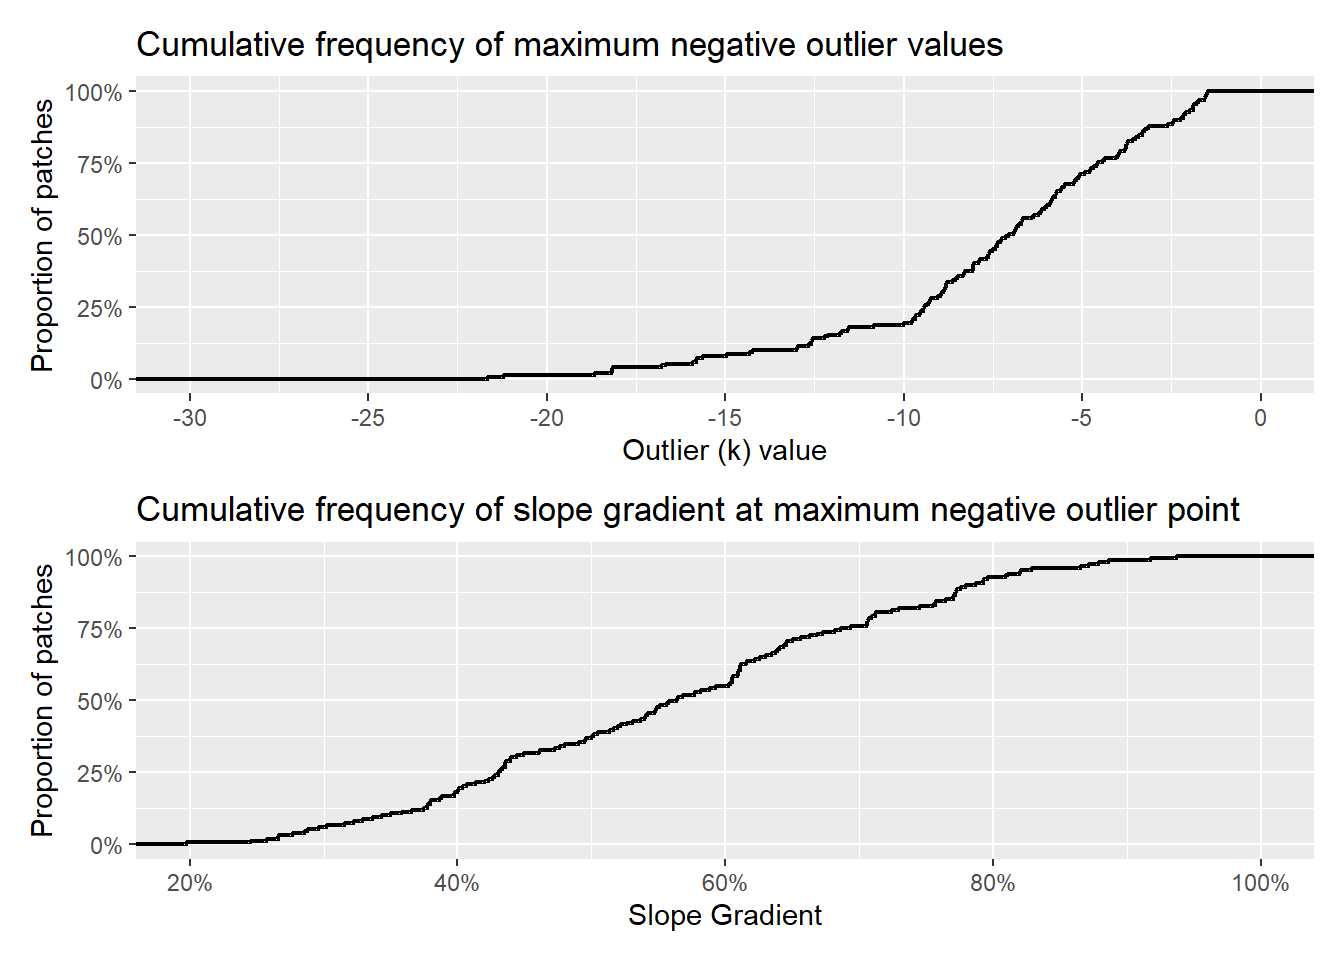 Cumulative frequency of maximum negative outlier values
Proportion of patches
100%
75%
50%
25%
0%
-30 -25 -20 -15 -10 -5 0
Outlier (k) value
Cumulative frequency of slope gradient at maximum negative outlier point
Proportion of patches
100%
75%
50%
25%
0%
20% 40% 60% 80% 100%
Slope Gradient